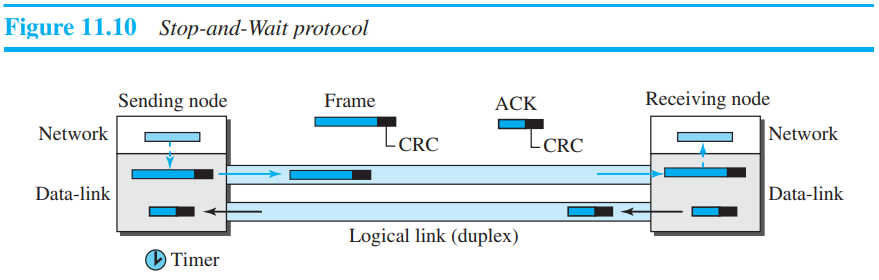 Figure 11.10 Stop-and-Wait protocol
Sending node
Frame
ACK
Receiving node
Network
CRC
CRC
Network
Data-link
Data-link
Logical link (duplex)
Timer